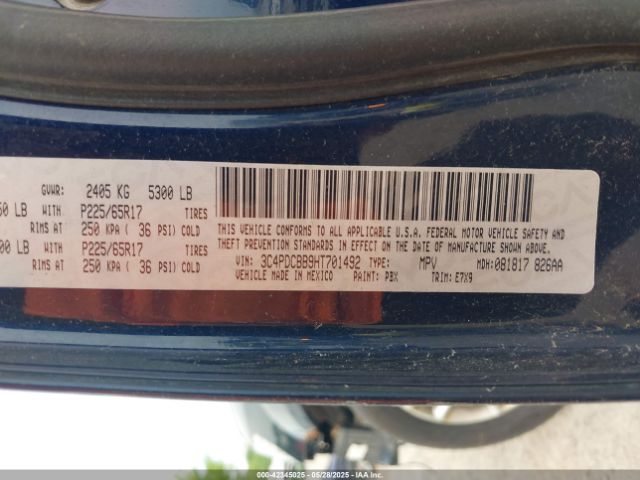 GVWR: 2405 KG 5300 LB
50 LB WITH P225/65R17 TIRES
RIMS AT 250 KPA ( 36 PSI) COLD
00 LB WITH P225/65R17 TIRES
RIMS AT 250 KPA ( 36 PSI) COLD
THIS VEHICLE CONFORMS TO ALL APPLICABLE U.S.A. FEDERAL MOTOR VEHICLE SAFETY AND
THEFT PREVENTION STANDARDS IN EFFECT ON THE DATE OF MANUFACTURE SHOWN ABOVE.
VIN: 3C4PDCBB9HT701492 TYPE: MPV MDH: 081817 826AA
VEHICLE MADE IN MEXICO PAINT: PBX TRIM: E7X9
000-42345025 - 05/28/2025 - IAA Inc. (c) Copyright